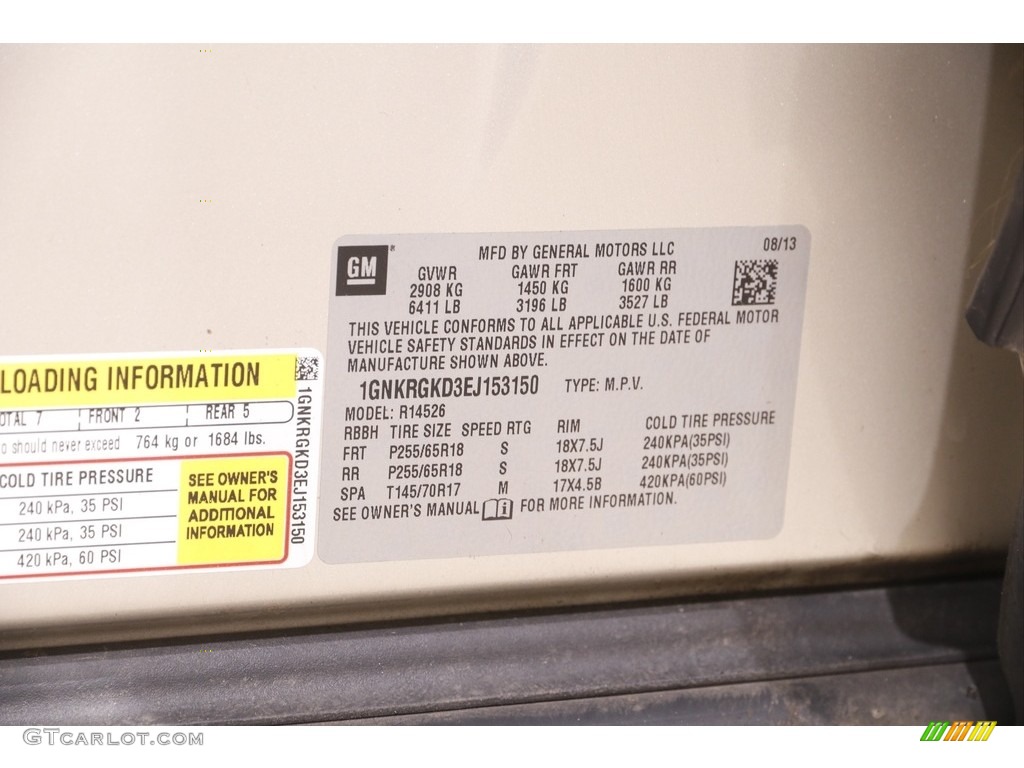 MFD BY GENERAL MOTORS LLC 08/13
GM®
GVWR GAWR FRT GAWR RR
2908 KG 1450 KG 1600 KG
6411 LB 3196 LB 3527 LB
THIS VEHICLE CONFORMS TO ALL APPLICABLE U.S. FEDERAL MOTOR
VEHICLE SAFETY STANDARDS IN EFFECT ON THE DATE OF
MANUFACTURE SHOWN ABOVE.
1GNKRGKD3EJ153150 TYPE: M.P.V.
MODEL: R14526
RBBH TIRE SIZE SPEED RTG RIM COLD TIRE PRESSURE
FRT P255/65R18 S 18X7.5J 240KPA(35PSI)
RR P255/65R18 S 18X7.5J 240KPA(35PSI)
SPA T145/70R17 M 17X4.5B 420KPA(60PSI)
SEE OWNER'S MANUAL i FOR MORE INFORMATION.
LOADING INFORMATION
OTAL 7 FRONT 2 REAR 5
o should never exceed 764 kg or 1684 lbs.
COLD TIRE PRESSURE
240 kPa, 35 PSI
240 kPa, 35 PSI
420 kPa, 60 PSI
SEE OWNER'S
MANUAL FOR
ADDITIONAL
INFORMATION
1GNKRGKD3EJ153150
GTcarlot.com